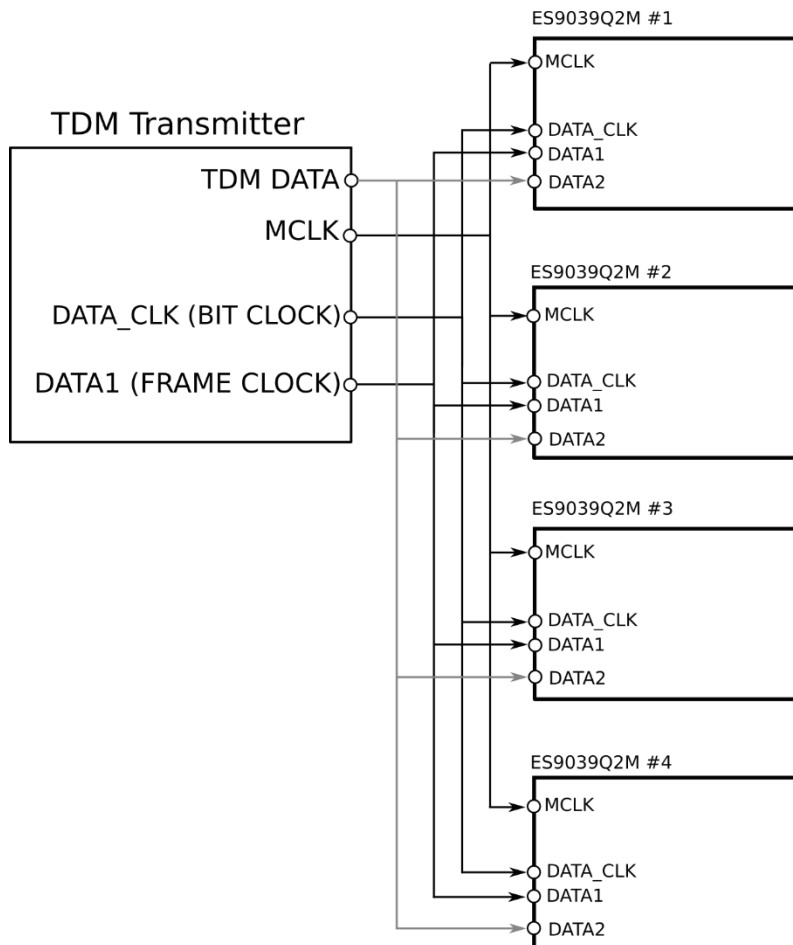 TDM Transmitter
TDM DATA
MCLK
DATA_CLK (BIT CLOCK)
DATA1 (FRAME CLOCK)
ES9039Q2M #1
MCLK
DATA_CLK
DATA1
DATA2
ES9039Q2M #2
MCLK
DATA_CLK
DATA1
DATA2
ES9039Q2M #3
MCLK
DATA_CLK
DATA1
DATA2
ES9039Q2M #4
MCLK
DATA_CLK
DATA1
DATA2